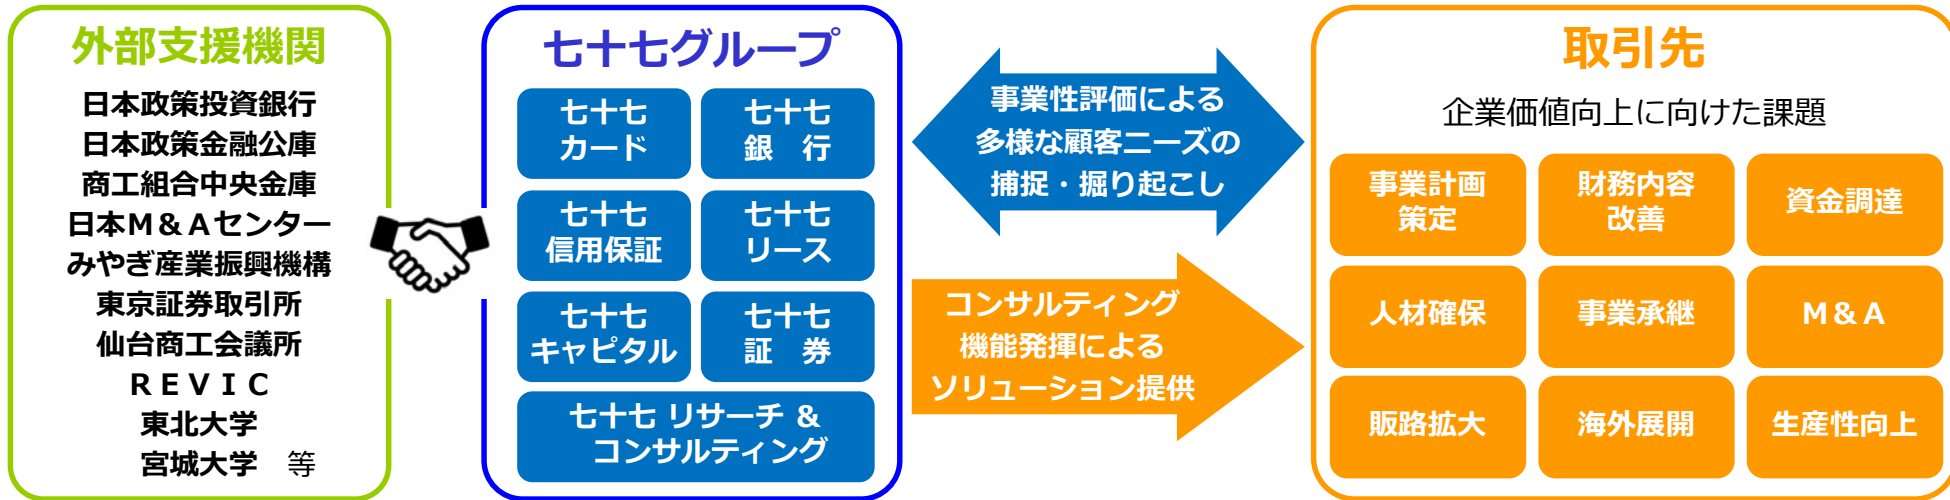 外部支援機関
日本政策投資銀行
日本政策金融公庫
商工組合中央金庫
日本М＆Aセンター
みやぎ産業振興機構
東京証券取引所
仙台商工会議所
ＲＥＶＩＣ
東北大学
宮城大学　等
七十七グループ
七十七
カード
七十七
銀　行
七十七
信用保証
七十七
リース
七十七
キャピタル
七十七
証　券
七十七 リサーチ &
コンサルティング
事業性評価による
多様な顧客ニーズの
捕捉・掘り起こし
コンサルティング
機能発揮による
ソリューション提供
取引先
企業価値向上に向けた課題
事業計画
策定
財務内容
改善
資金調達
人材確保
事業承継
Ｍ＆Ａ
販路拡大
海外展開
生産性向上